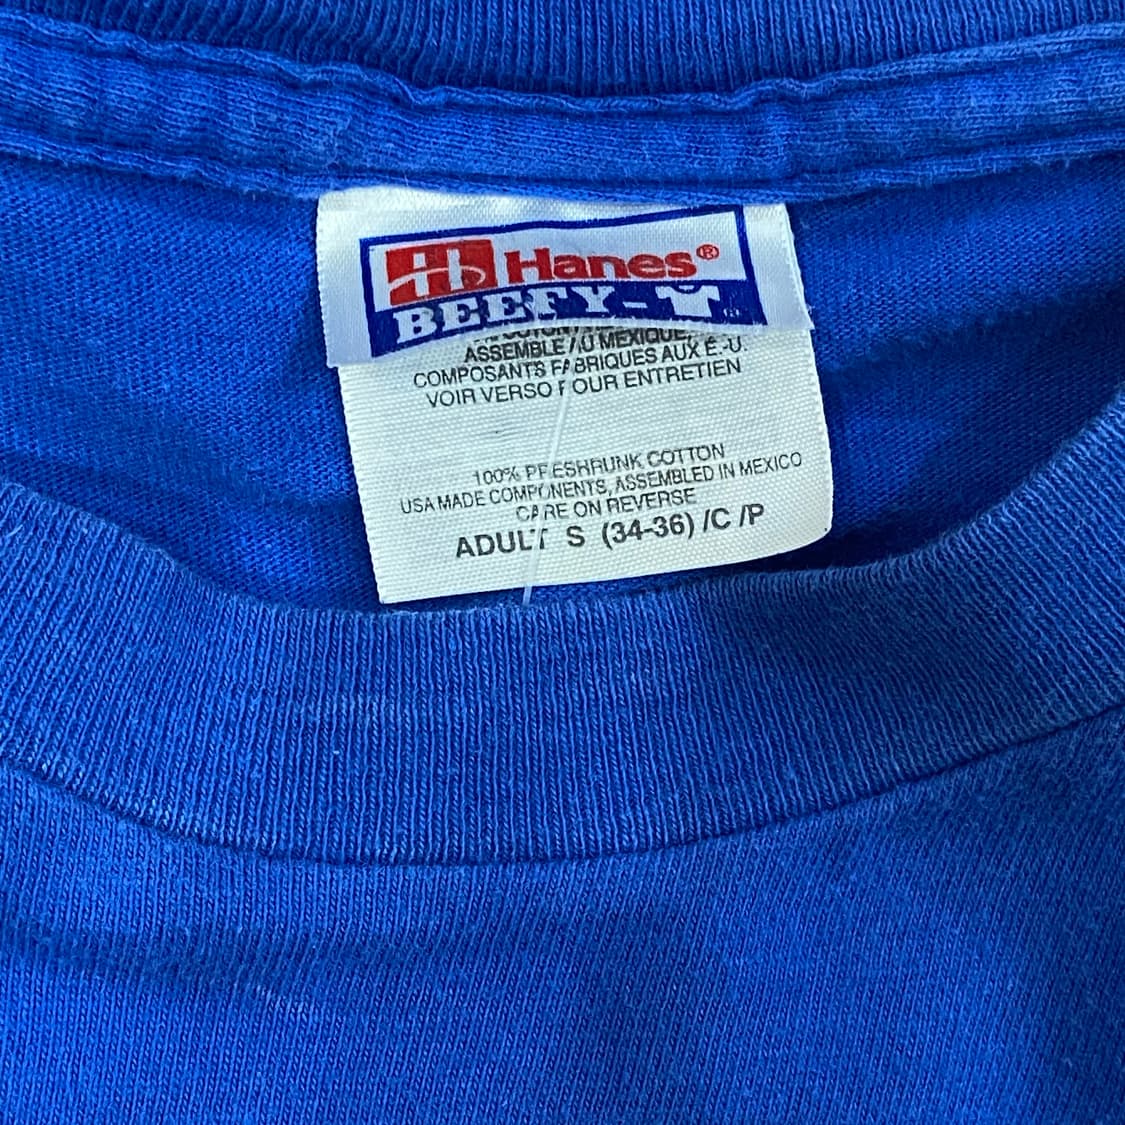 Hanes®
BEEFY-T®
ASSEMBLE AU MEXIQUE,
COMPOSANTS FABRIQUES AUX É.-U.
VOIR VERSO POUR ENTRETIEN
100% PRESHRUNK COTTON
USA MADE COMPONENTS, ASSEMBLED IN MEXICO
CARE ON REVERSE
ADULT S (34-36) /C /P